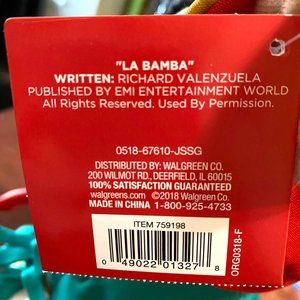 "LA BAMBA"
WRITTEN: RICHARD VALENZUELA
PUBLISHED BY EMI ENTERTAINMENT WORLD
All Rights Reserved. Used By Permission.
0518-67610-JSSG
DISTRIBUTED BY: WALGREEN CO.
200 WILMOT RD., DEERFIELD, IL 60015
100% SATISFACTION GUARANTEED
walgreens.com ©2018 Walgreen Co.
MADE IN CHINA 1-800-925-4733
ITEM 759198
0 49022 01327 8
ORG0318-F